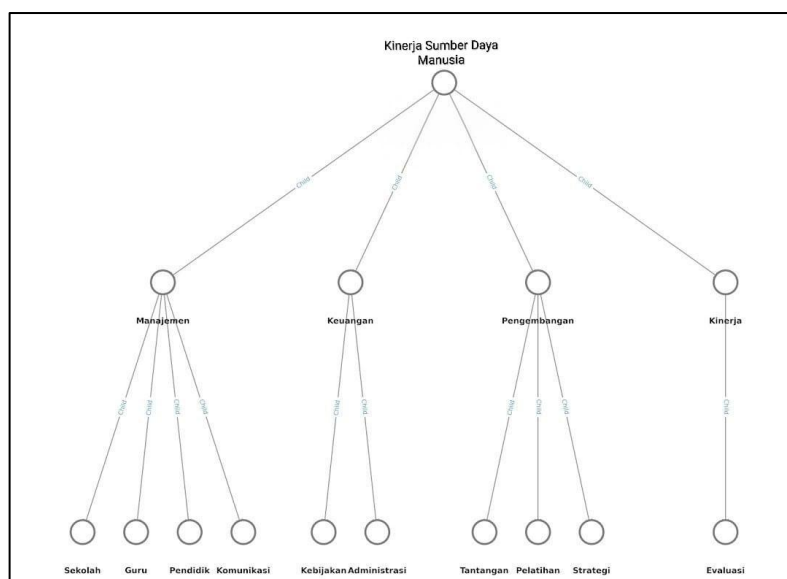 Kinerja Sumber Daya
Manusia
Child
Child
Child
Child
Manajemen
Keuangan
Pengembangan
Kinerja
Child
Child
Child
Child
Child
Child
Child
Child
Child
Child
Sekolah
Guru
Pendidik
Komunikasi
Kebijakan
Administrasi
Tantangan
Pelatihan
Strategi
Evaluasi